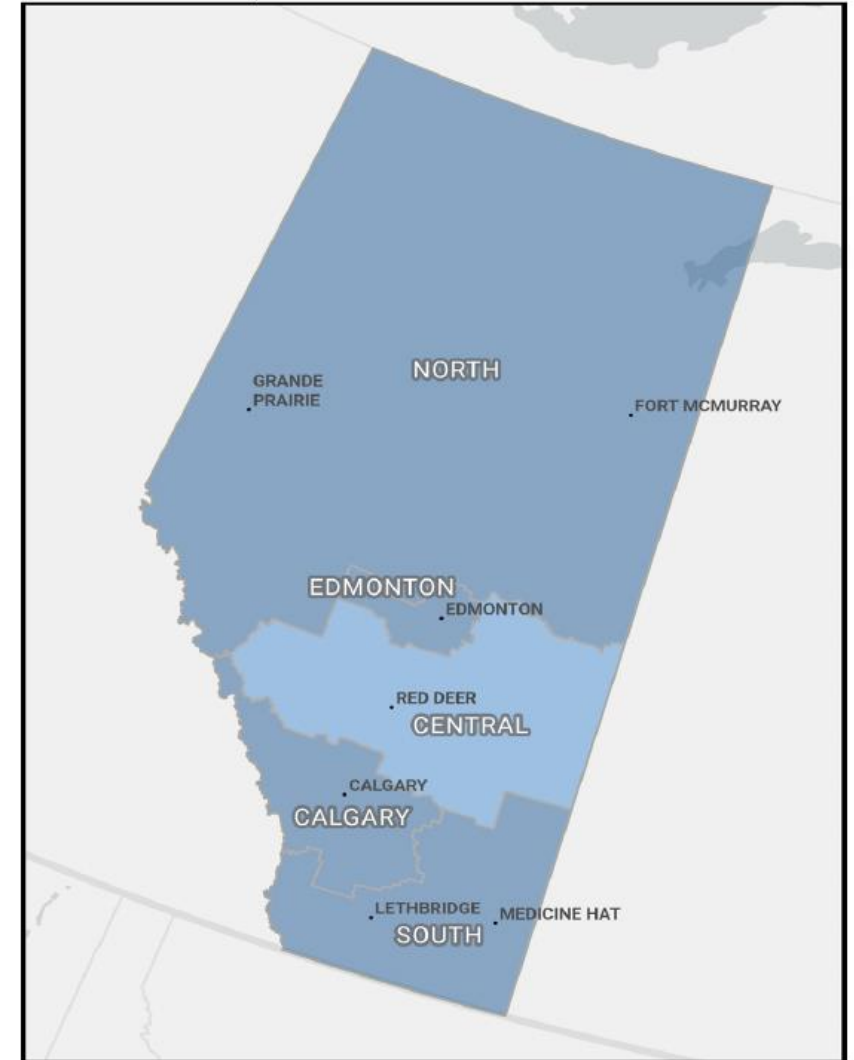 NORTH
GRANDE
PRAIRIE
FORT MCMURRAY
EDMONTON
EDMONTON
RED DEER
CENTRAL
CALGARY
CALGARY
LETHBRIDGE
MEDICINE HAT
SOUTH